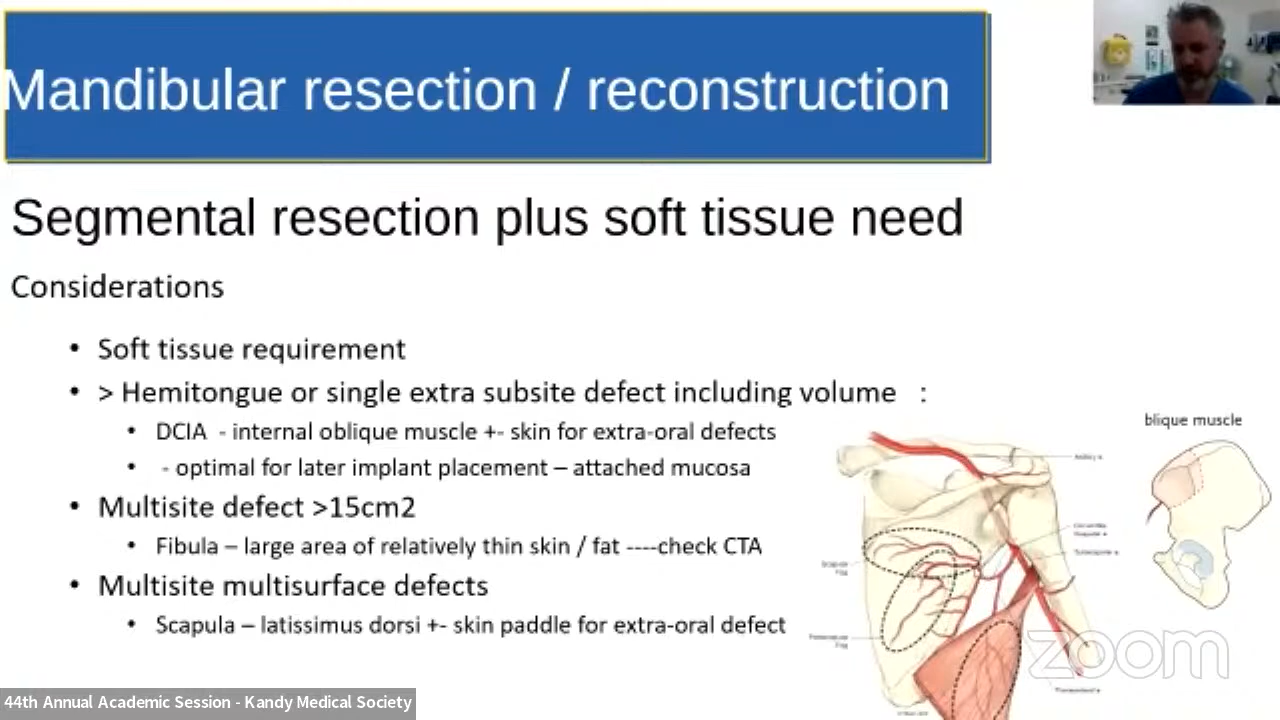 Mandibular resection / reconstruction
Segmental resection plus soft tissue need
Considerations
• Soft tissue requirement
• > Hemitongue or single extra subsite defect including volume :
• DCIA - internal oblique muscle +- skin for extra-oral defects
• - optimal for later implant placement – attached mucosa
• Multisite defect >15cm2
• Fibula – large area of relatively thin skin / fat ----check CTA
• Multisite multisurface defects
• Scapula – latissimus dorsi +- skin paddle for extra-oral defect
blique muscle
zoom
44th Annual Academic Session - Kandy Medical Society